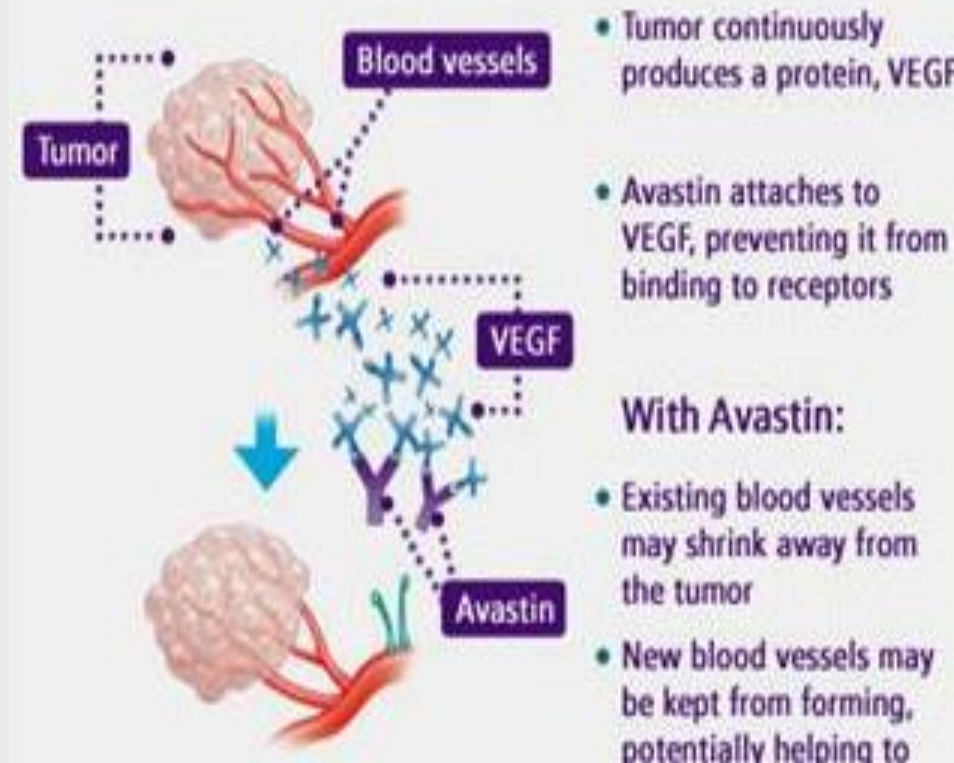 Blood vessels
Tumor
VEGF
Avastin
• Tumor continuously
produces a protein, VEGF
• Avastin attaches to
VEGF, preventing it from
binding to receptors
With Avastin:
• Existing blood vessels
may shrink away from
the tumor
• New blood vessels may
be kept from forming,
potentially helping to